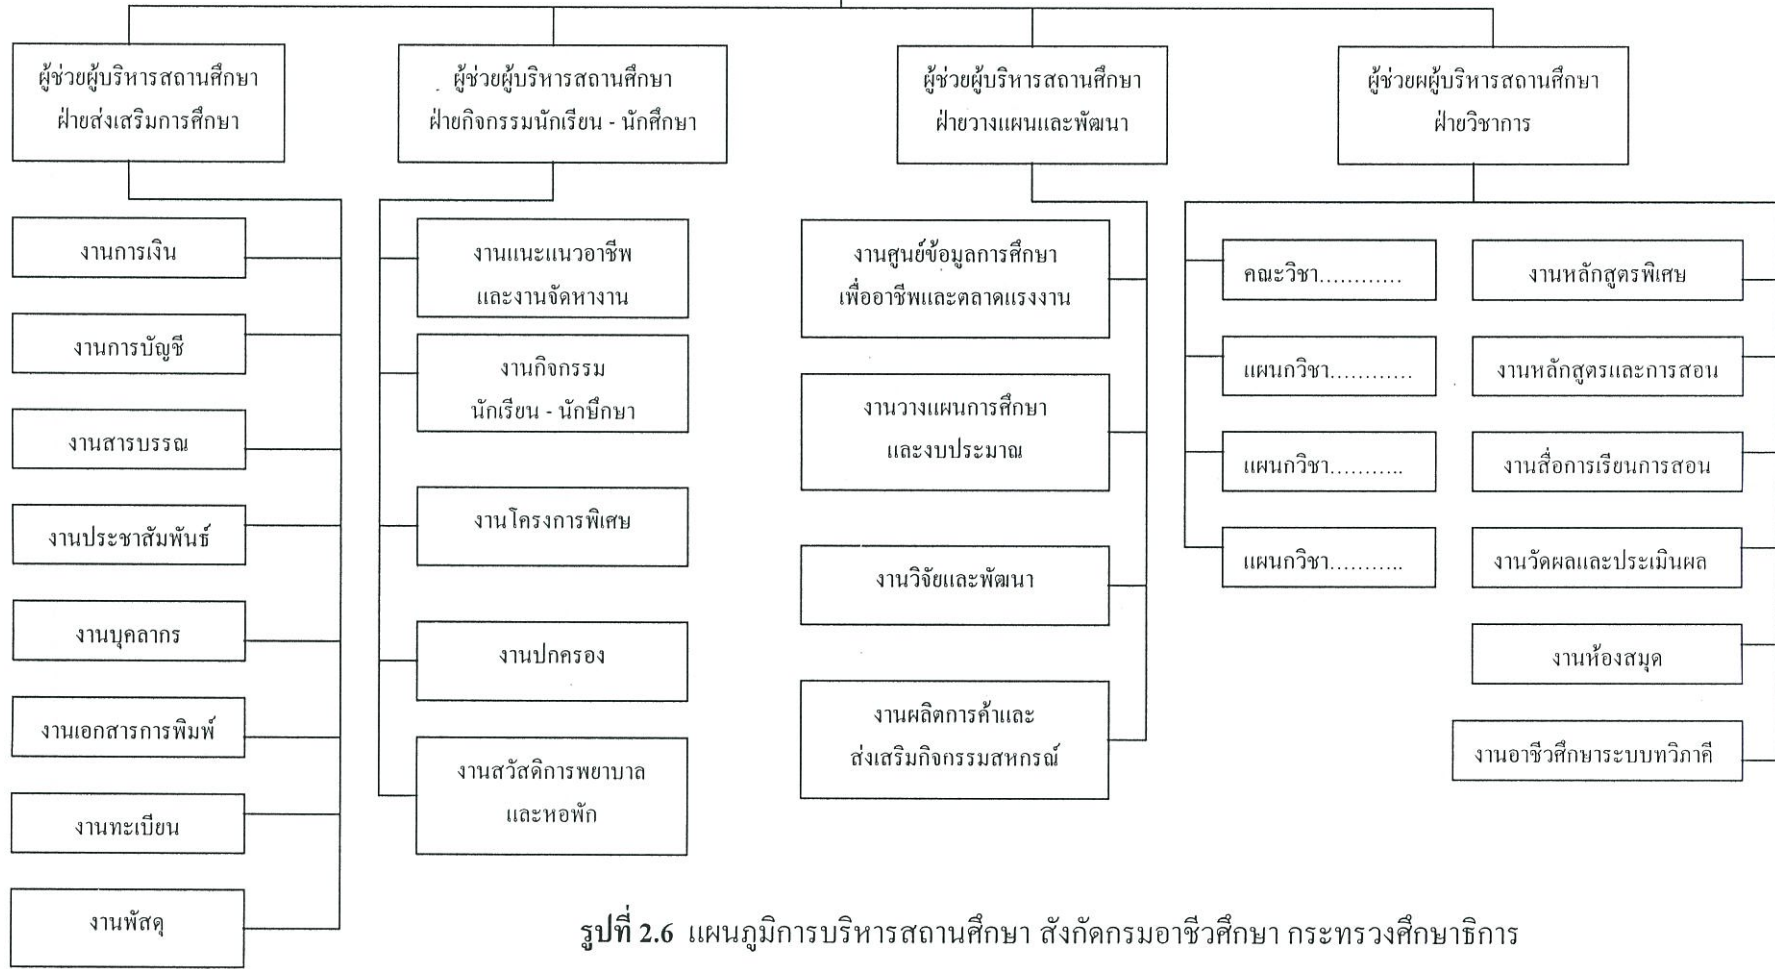 ผู้ช่วยผู้บริหารสถานศึกษา
ฝ่ายส่งเสริมการศึกษา
ผู้ช่วยผู้บริหารสถานศึกษา
ฝ่ายกิจกรรมนักเรียน - นักศึกษา
ผู้ช่วยผู้บริหารสถานศึกษา
ฝ่ายวางแผนและพัฒนา
ผู้ช่วยผผู้บริหารสถานศึกษา
ฝ่ายวิชาการ
งานการเงิน
งานการบัญชี
งานสารบรรณ
งานประชาสัมพันธ์
งานบุคลากร
งานเอกสารการพิมพ์
งานทะเบียน
งานพัสดุ
งานแนะแนวอาชีพ
และงานจัดหางาน
งานกิจกรรม
นักเรียน - นักษึกษา
งานโครงการพิเศษ
งานปกครอง
งานสวัสดิการพยาบาล
และหอพัก
งานศูนย์ข้อมูลการศึกษา
เพื่ออาชีพและตลาดแรงงาน
งานวางแผนการศึกษา
และงบประมาณ
งานวิจัยและพัฒนา
งานผลิตการค้าและ
ส่งเสริมกิจกรรมสหกรณ์
คณะวิชา............
แผนกวิชา............
แผนกวิชา...........
แผนกวิชา...........
งานหลักสูตรพิเศษ
งานหลักสูตรและการสอน
งานสื่อการเรียนการสอน
งานวัดผลและประเมินผล
งานห้องสมุด
งานอาชีวศึกษาระบบทวิภาคี
รูปที่ 2.6 แผนภูมิการบริหารสถานศึกษา สังกัดกรมอาชีวศึกษา กระทรวงศึกษาธิการ